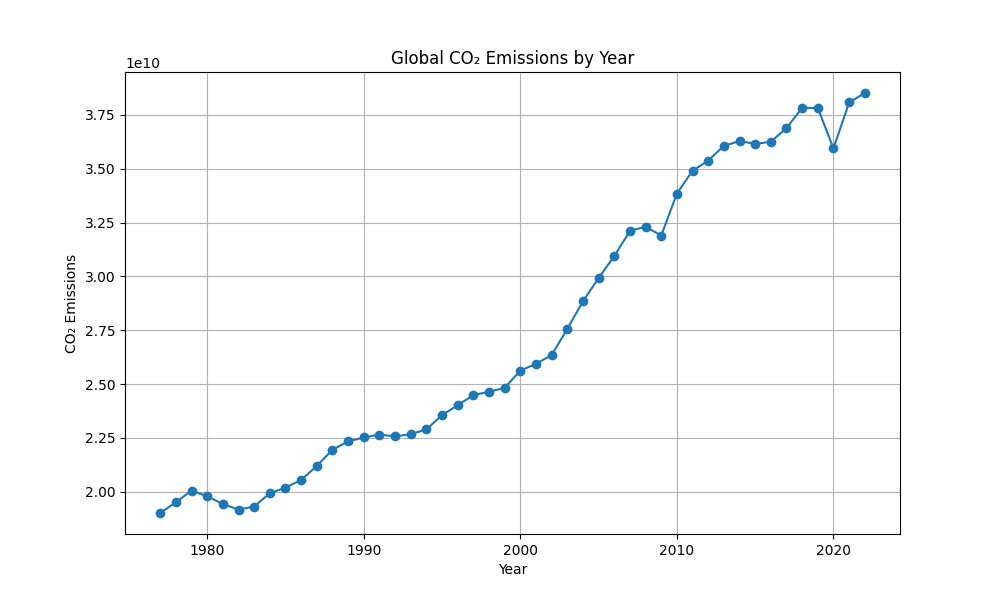 Global CO₂ Emissions by Year
1e10
3.75
3.50
3.25
3.00
2.75
2.50
2.25
2.00
CO₂ Emissions
1980 1990 2000 2010 2020
Year